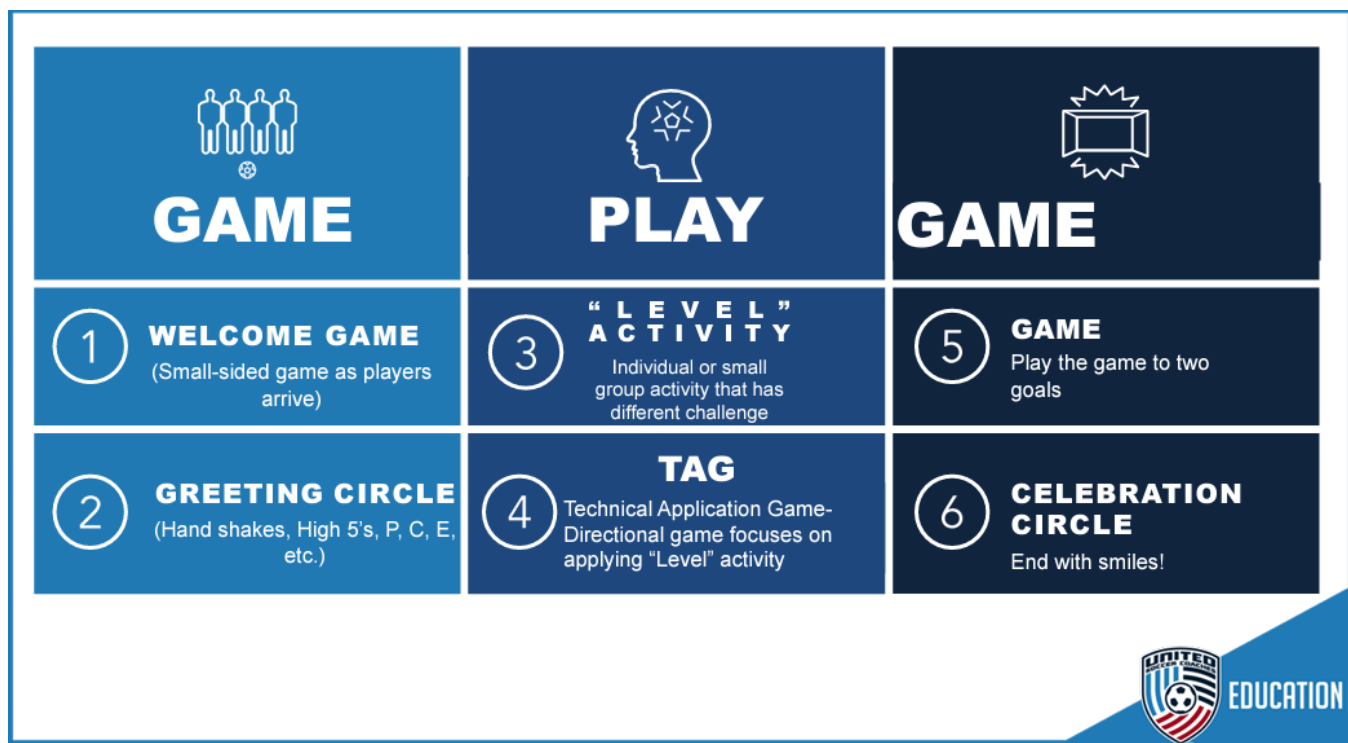 GAME
1
WELCOME GAME
(Small-sided game as players
arrive)
2
GREETING CIRCLE
(Hand shakes, High 5's, P, C, E,
etc.)
PLAY
3
“LEVEL”
ACTIVITY
Individual or small
group activity that has
different challenge
4
TAG
Technical Application Game-
Directional game focuses on
applying “Level” activity
GAME
5
GAME
Play the game to two
goals
6
CELEBRATION
CIRCLE
End with smiles!
UNITED
SOCCER COACHES
EDUCATION